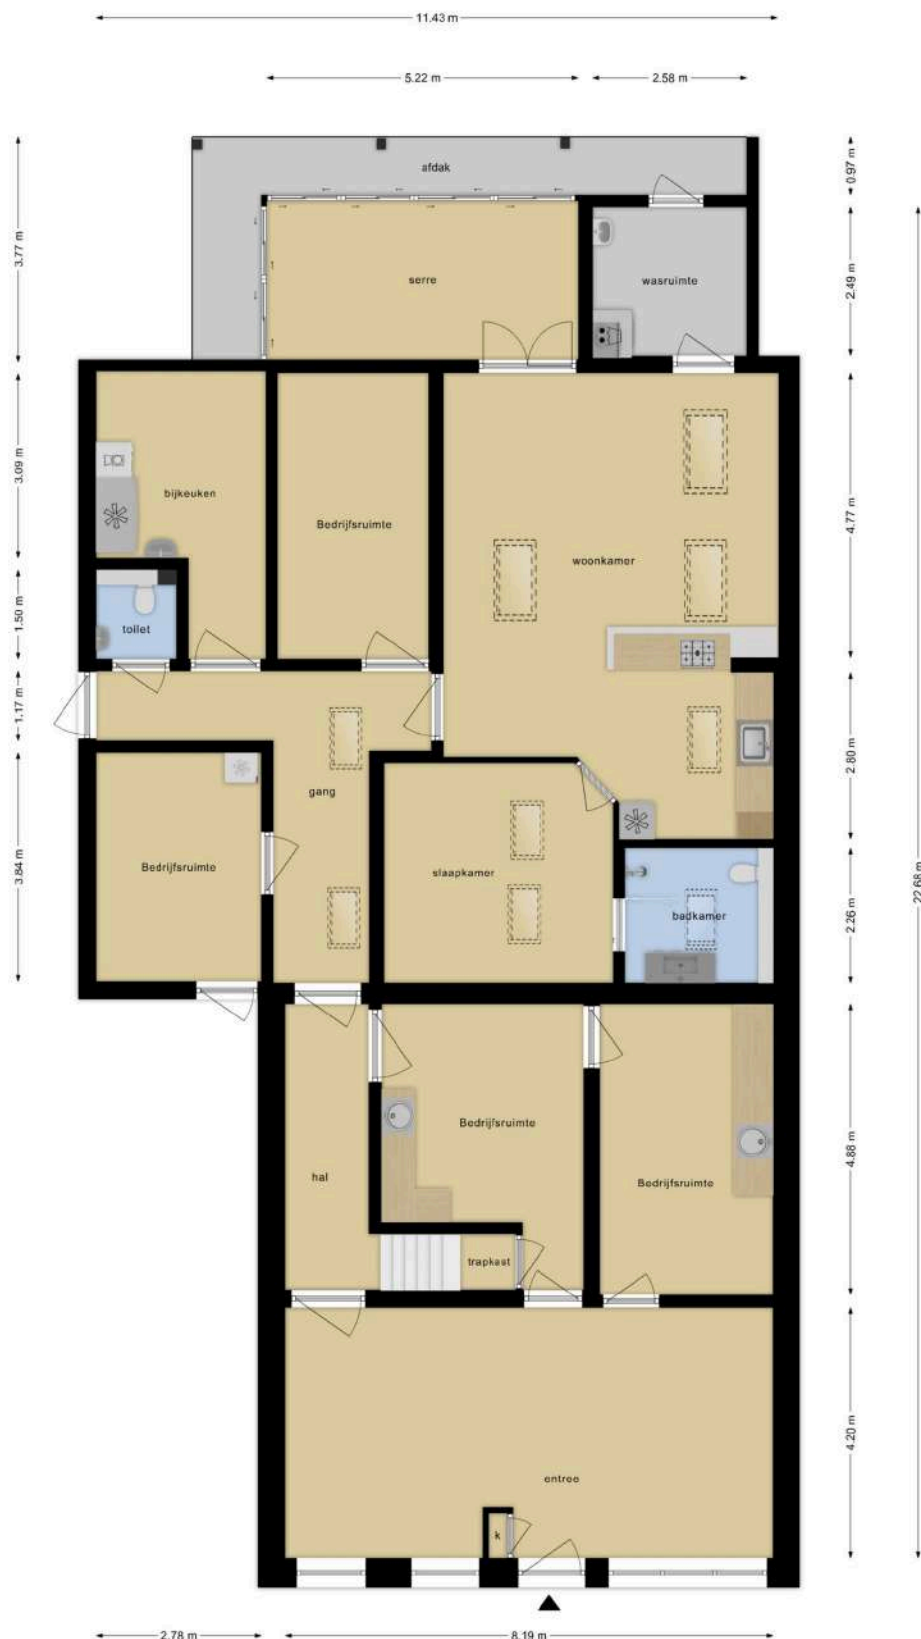 11.43 m
5.22 m
2.58 m
afdak
0.97 m
3.77 m
serre
wasruimte
2.49 m
3.09 m
bijkeuken
Bedrijfsruimte
woonkamer
4.77 m
1.50 m
toilet
1.17 m
gang
2.80 m
3.84 m
Bedrijfsruimte
slaapkamer
badkamer
2.26 m
22.68 m
Bedrijfsruimte
hal
Bedrijfsruimte
4.88 m
trapkast
entree
4.20 m
k
2.78 m
8.19 m